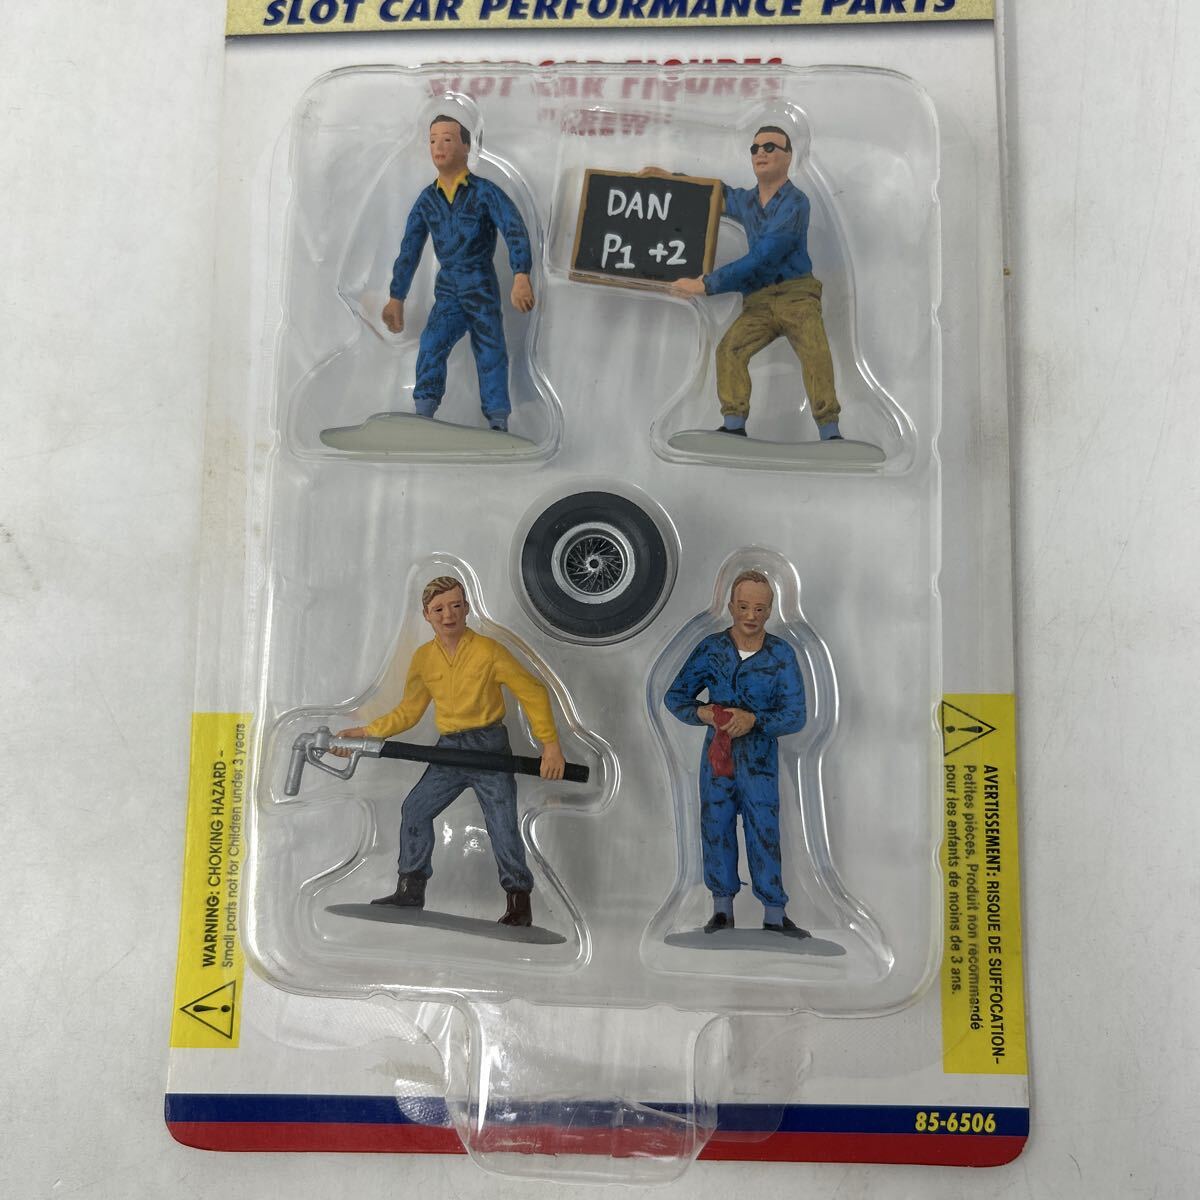 SLOT CAR PERFORMANCE PARTS
SLOT CAR FIGURES
DAN
P1 +2
WARNING: CHOKING HAZARD -
Small parts not for Children under 3 years
AVERTISSEMENT: RISQUE DE SUFFOCATION-
Petites pièces. Produit non recommandé
pour les enfants de moins de 3 ans.
85-6506